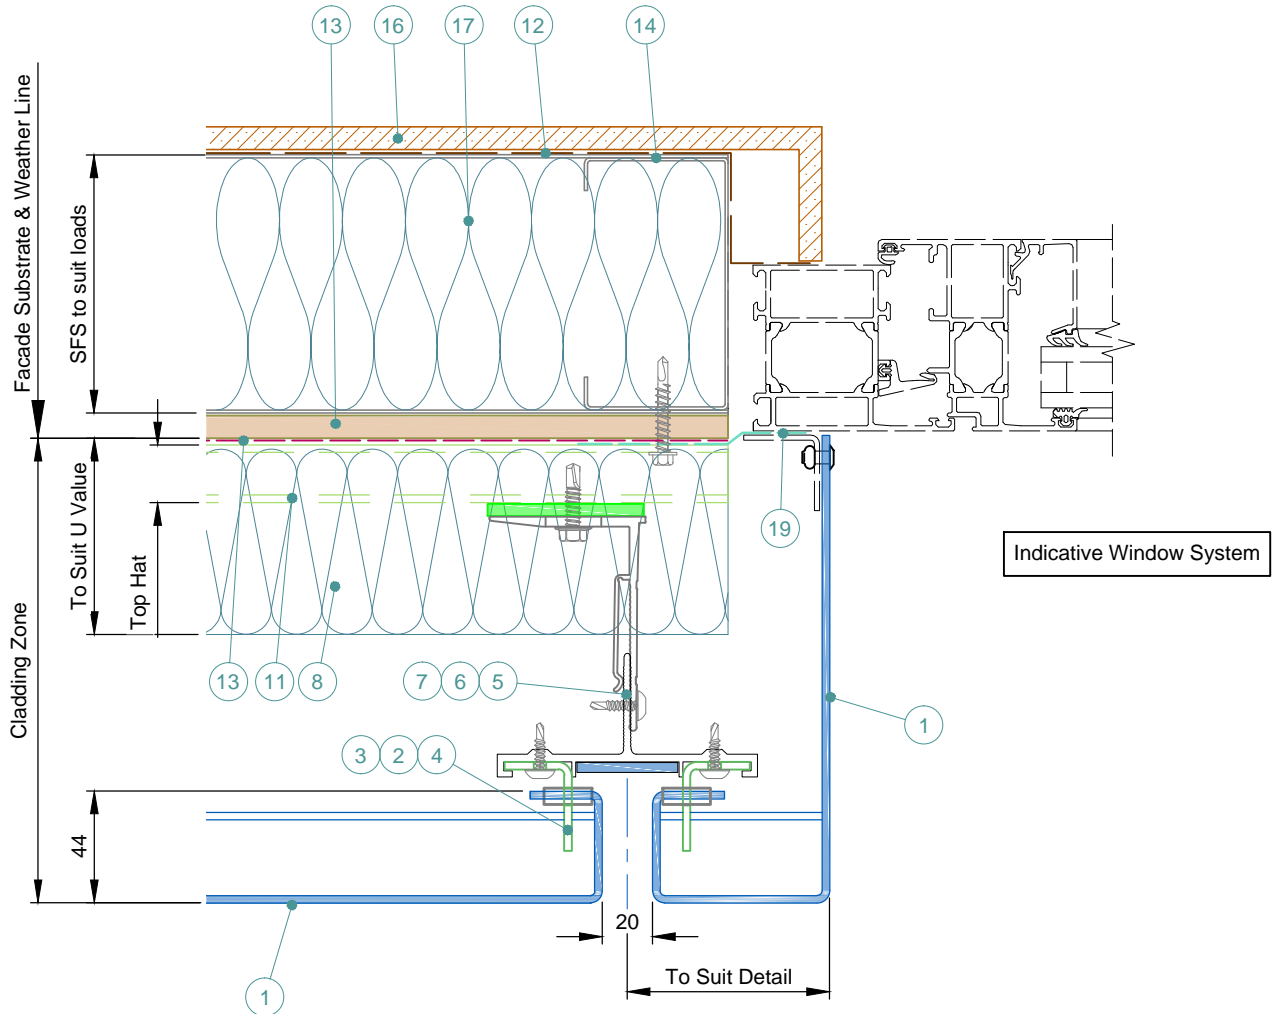 13 16 17 12 14
Facade Substrate & Weather Line
SFS to suit loads
To Suit U Value
Top Hat
Cladding Zone
19
Indicative Window System
13 11 8 7 6 5
1
3 2 4
44
20
To Suit Detail
1